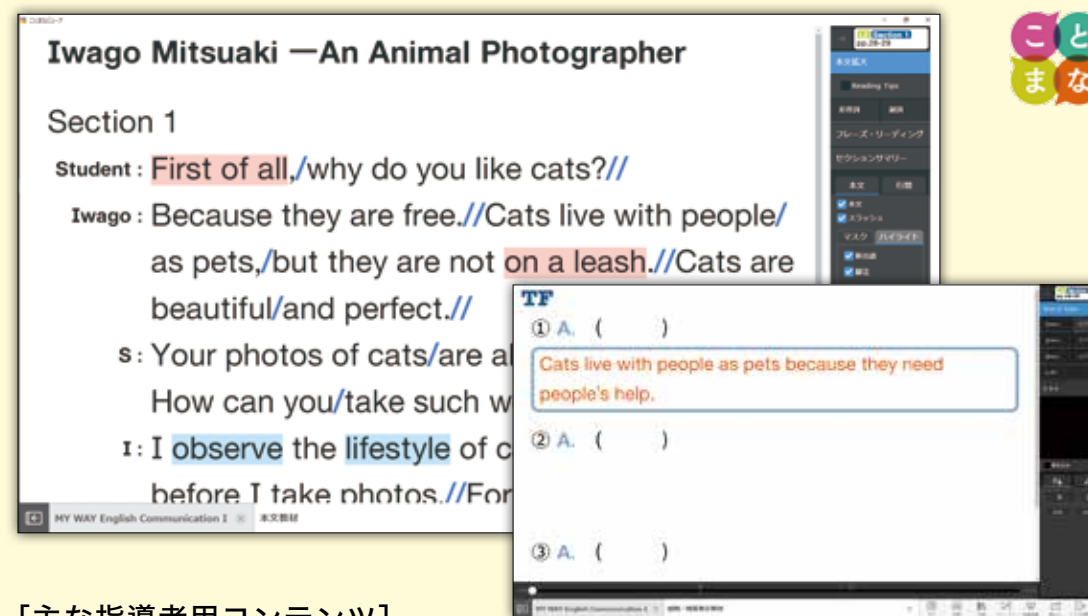 Iwago Mitsuaki —An Animal Photographer
Section 1
Student : First of all,/why do you like cats?//
Iwago : Because they are free.//Cats live with people/
as pets,/but they are not on a leash.//Cats are
beautiful/and perfect.//
S : Your photos of cats/are al
How can you/take such w
I : I observe the lifestyle of c
before I take photos.//For
MY WAY English Communication I
本文教材
Section 1
pp.28-29
本文拡大
Reading Tips
フレーズ・リーディング
セクションサマリー
本文
行間
本文
スラッシュ
マスク ハイライト
こと
まな
TF
① A. ( )
Cats live with people as pets because they need
people's help.
② A. ( )
③ A. ( )
MY WAY English Communication I
[主な指導者用コンテンツ]